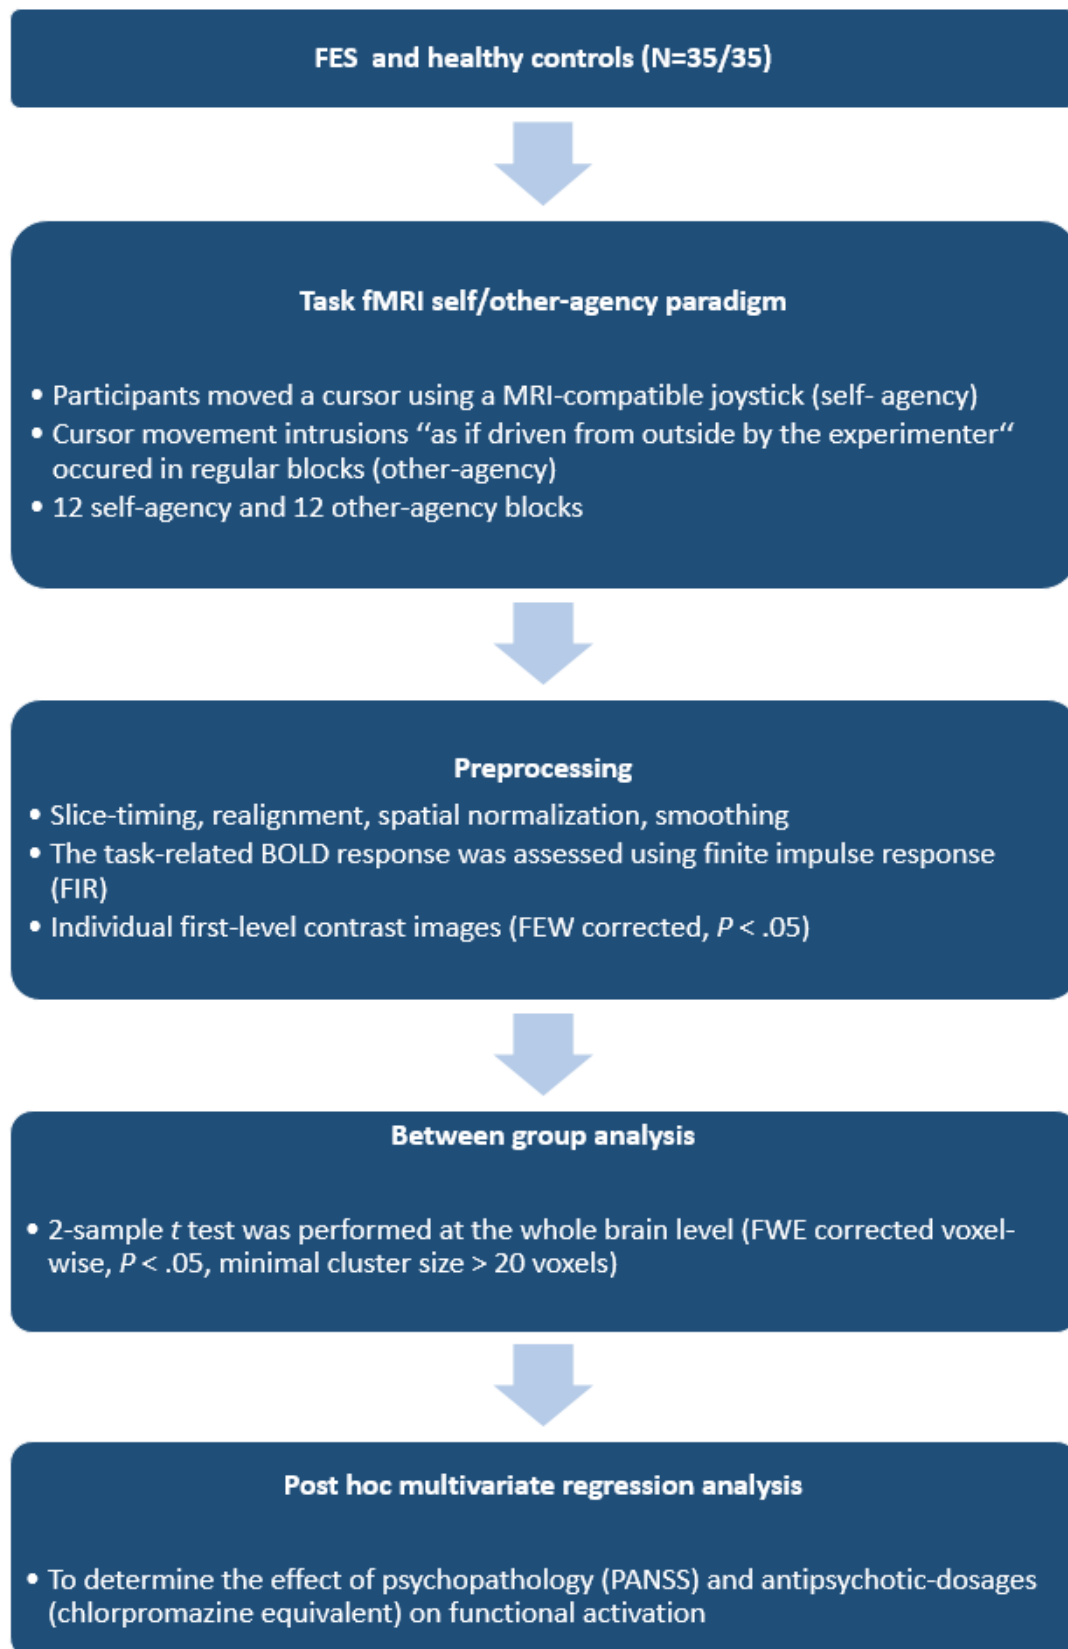 FES and healthy controls (N=35/35)
Task fMRI self/other-agency paradigm
• Participants moved a cursor using a MRI-compatible joystick (self- agency)
• Cursor movement intrusions “as if driven from outside by the experimenter“
occured in regular blocks (other-agency)
• 12 self-agency and 12 other-agency blocks
Preprocessing
• Slice-timing, realignment, spatial normalization, smoothing
• The task-related BOLD response was assessed using finite impulse response
(FIR)
• Individual first-level contrast images (FEW corrected, P < .05)
Between group analysis
• 2-sample t test was performed at the whole brain level (FWE corrected voxel-
wise, P < .05, minimal cluster size > 20 voxels)
Post hoc multivariate regression analysis
• To determine the effect of psychopathology (PANSS) and antipsychotic-dosages
(chlorpromazine equivalent) on functional activation